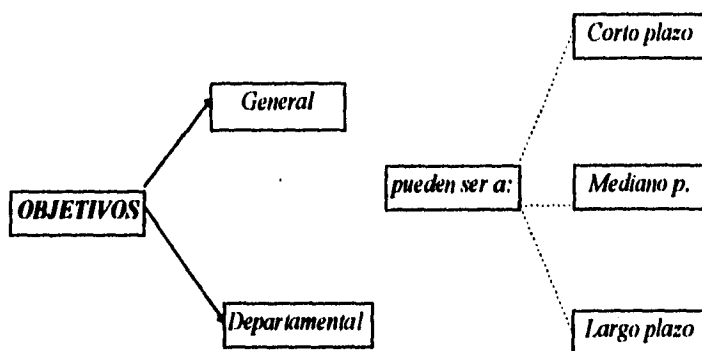 Corto plazo
General
pueden ser a:
Mediano p.
OBJETIVOS
Departamental
Largo plazo